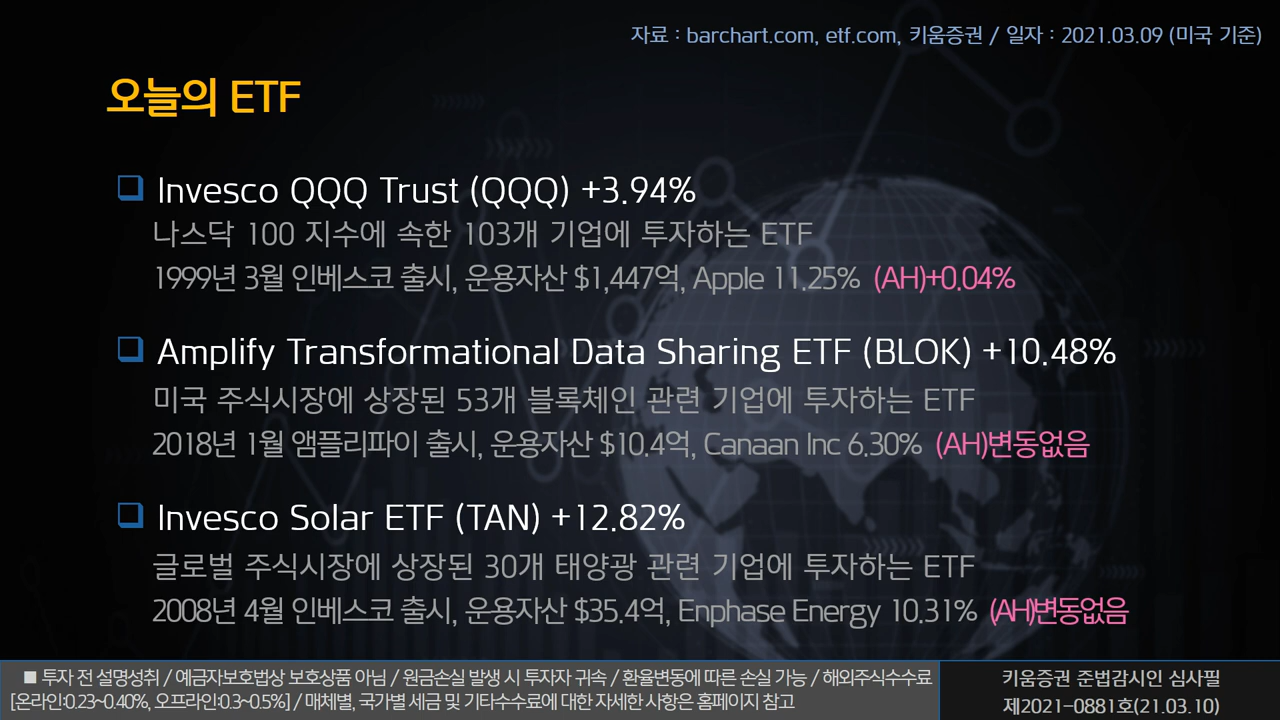 자료 : barchart.com, etf.com, 키움증권 / 일자 : 2021.03.09 (미국 기준)
오늘의 ETF
Invesco QQQ Trust (QQQ) +3.94%
나스닥 100 지수에 속한 103개 기업에 투자하는 ETF
1999년 3월 인베스코 출시, 운용자산 $1,447억, Apple 11.25% (AH)+0.04%
Amplify Transformational Data Sharing ETF (BLOK) +10.48%
미국 주식시장에 상장된 53개 블록체인 관련 기업에 투자하는 ETF
2018년 1월 앰플리파이 출시, 운용자산 $10.4억, Canaan Inc 6.30% (AH)변동없음
Invesco Solar ETF (TAN) +12.82%
글로벌 주식시장에 상장된 30개 태양광 관련 기업에 투자하는 ETF
2008년 4월 인베스코 출시, 운용자산 $35.4억, Enphase Energy 10.31% (AH)변동없음
■ 투자 전 설명성취 / 예금자보호법상 보호상품 아님 / 원금손실 발생 시 투자자 귀속 / 환율변동에 따른 손실 가능 / 해외주식수수료
[온라인:0.23~0.40%, 오프라인:0.3~0.5%] / 매체별, 국가별 세금 및 기타수수료에 대한 자세한 사항은 홈페이지 참고
키움증권 준법감시인 심사필
제2021-0881호(21.03.10)